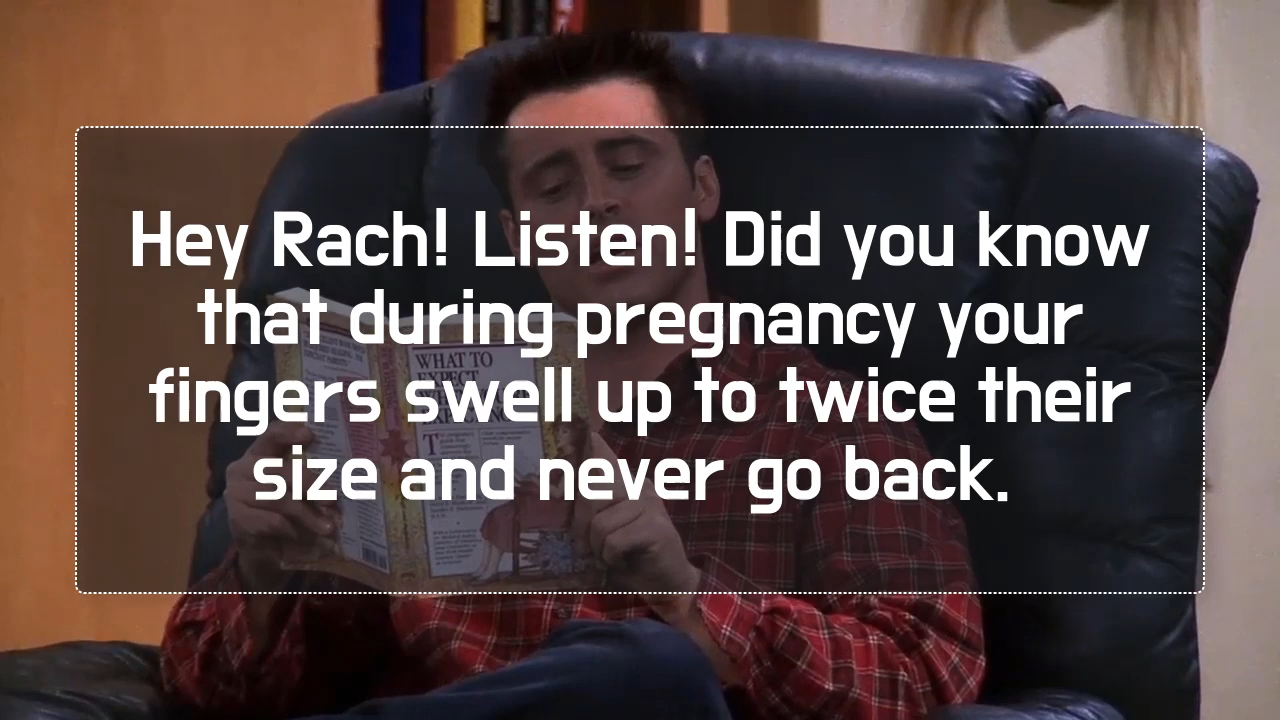 Hey Rach! Listen! Did you know
that during pregnancy your
fingers swell up to twice their
size and never go back.
WHAT TO
EXPECT